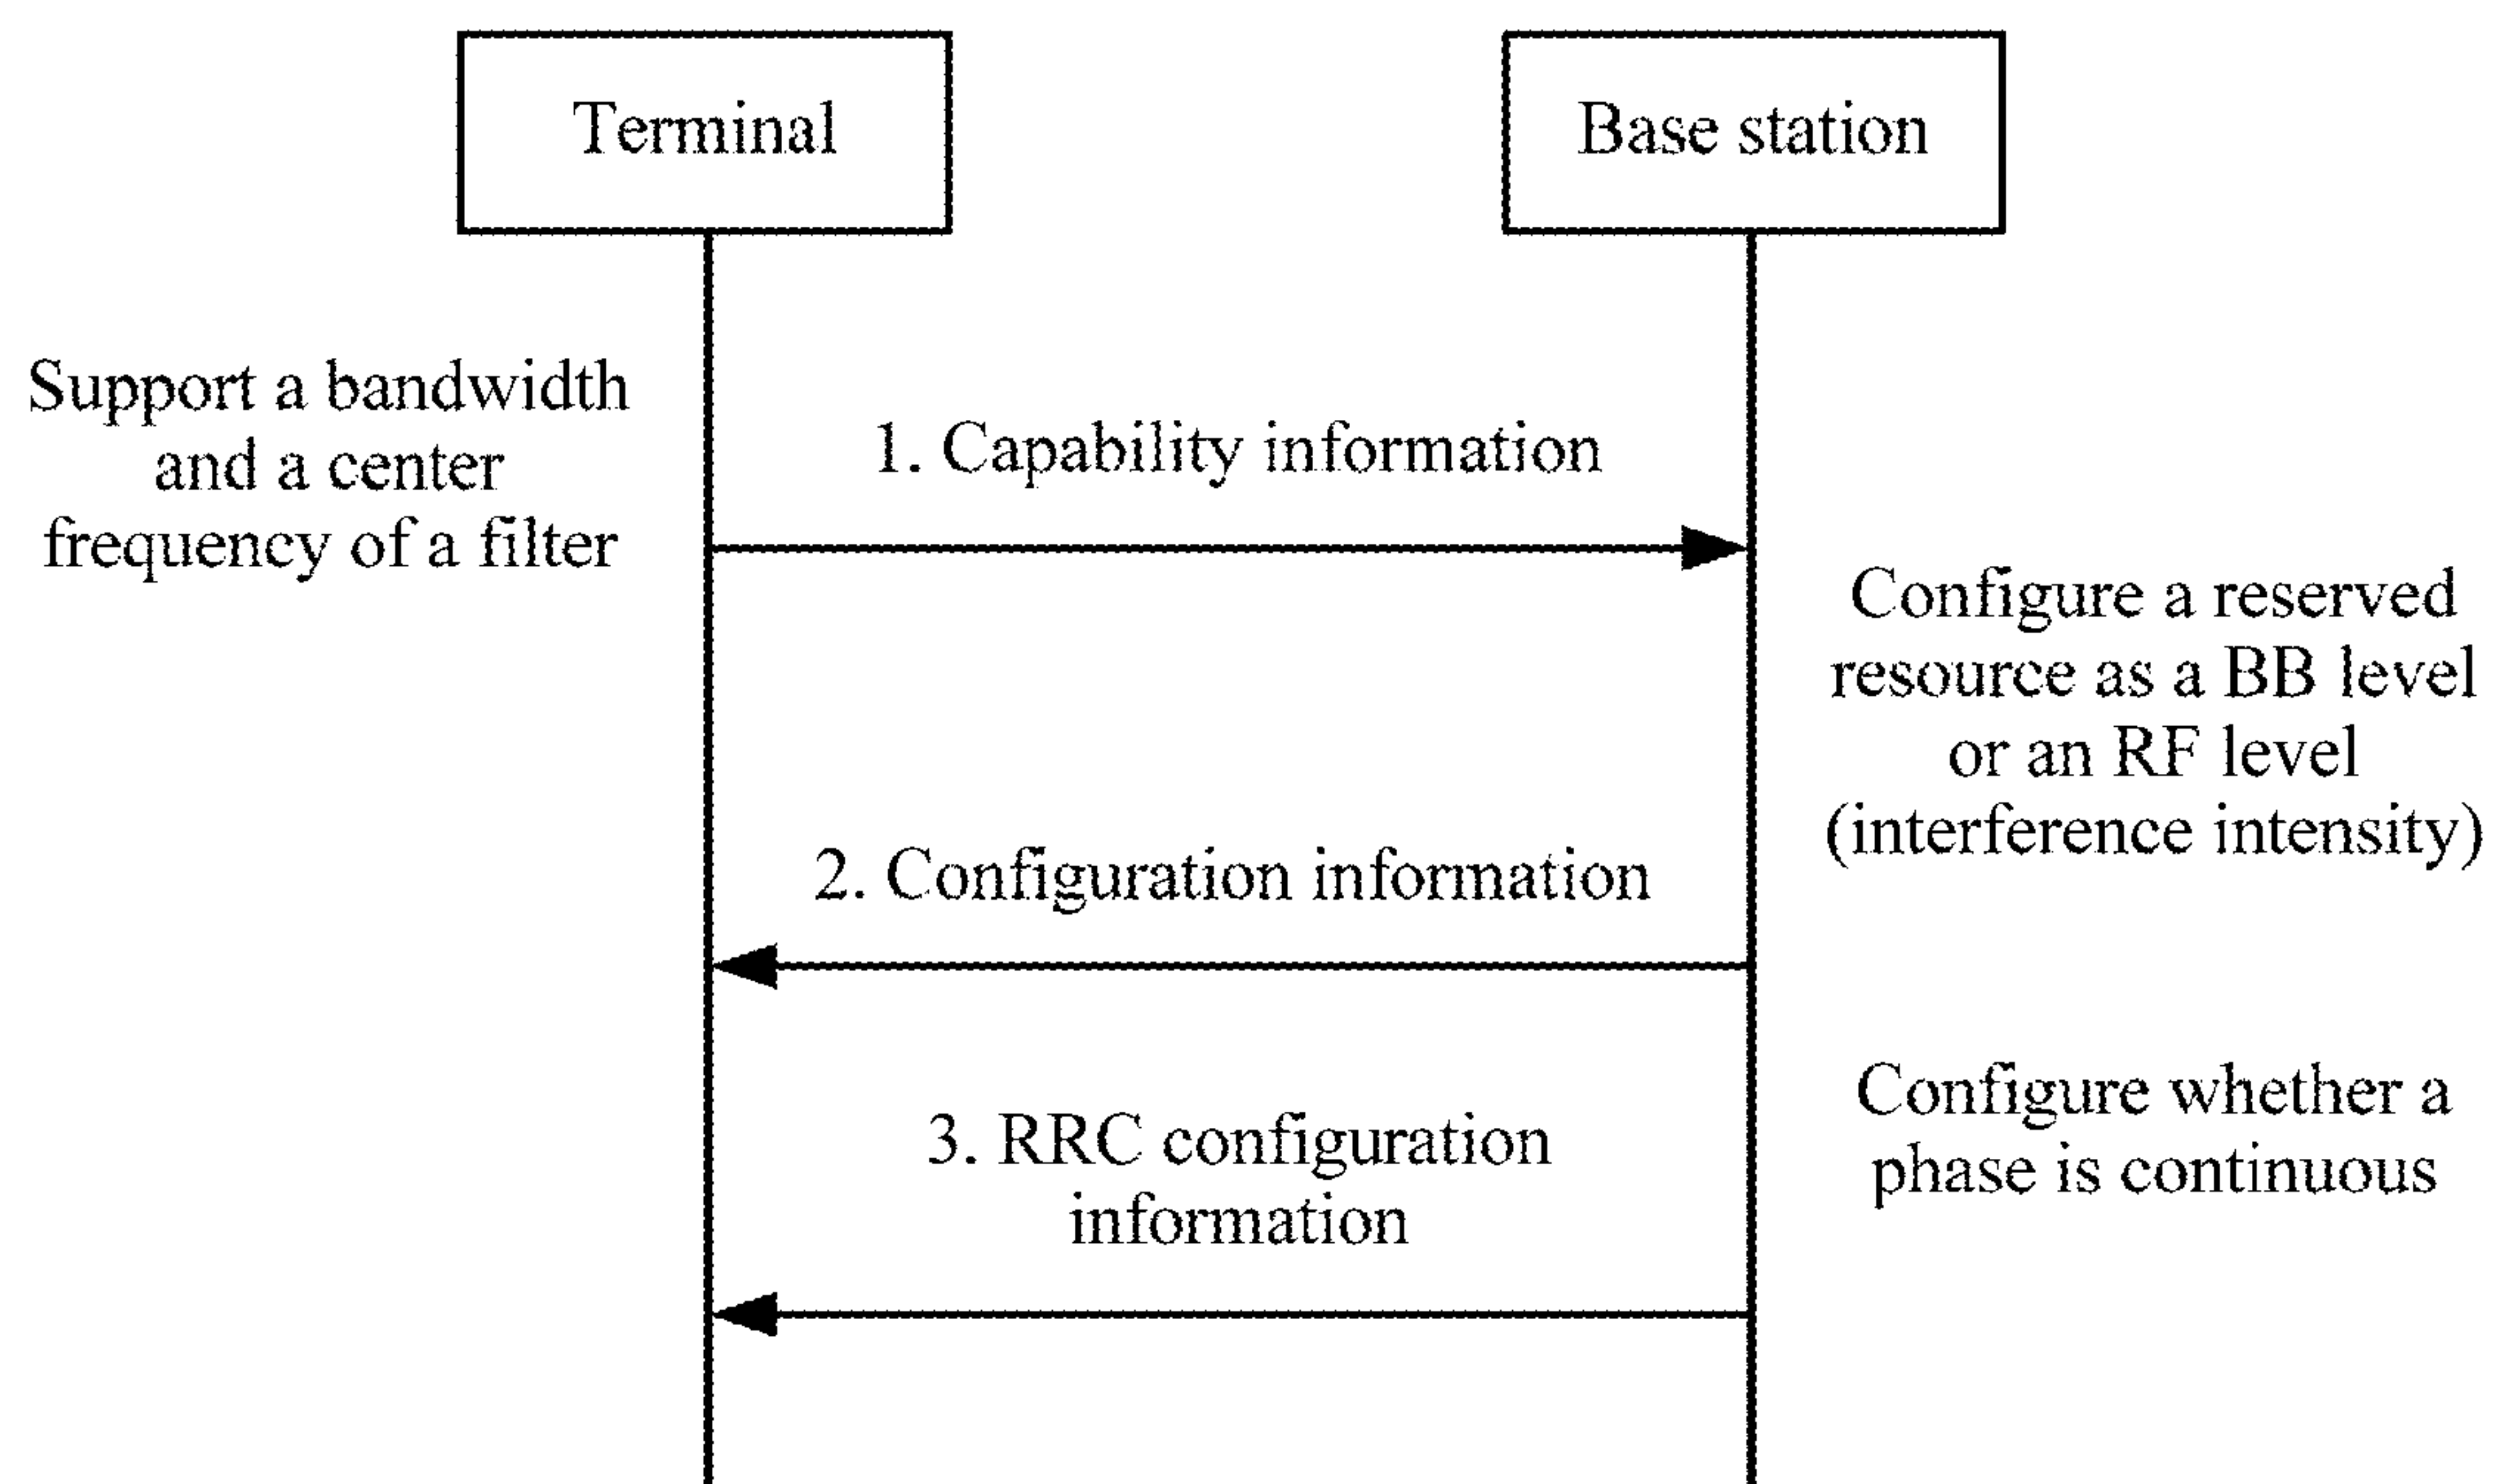 Terminal
Base station
Support a bandwidth
and a center
frequency of a filter
1. Capability information
Configure a reserved
resource as a BB level
or an RF level
(interference intensity)
2. Configuration information
Configure whether a
phase is continuous
3. RRC configuration
information